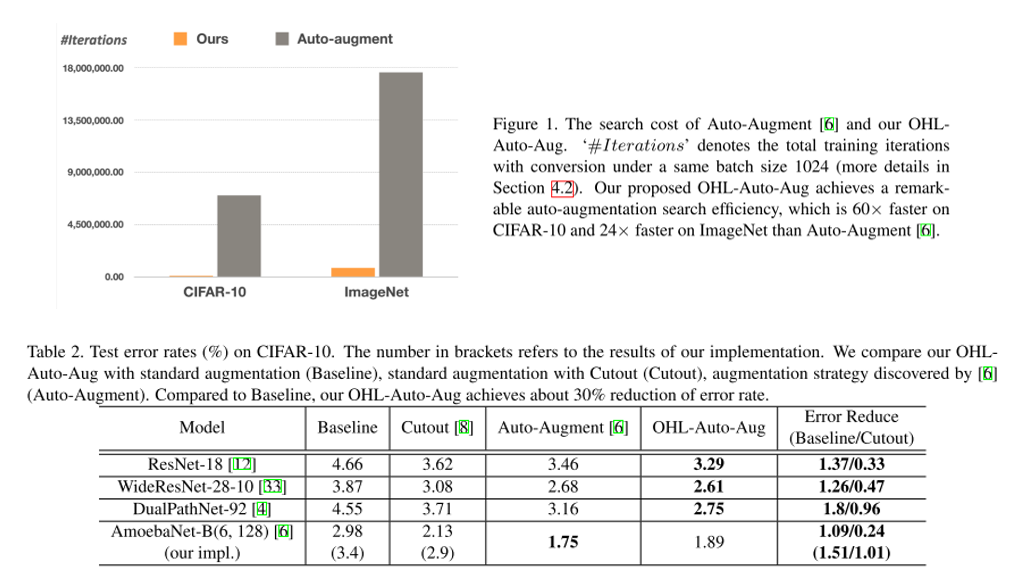 #Iterations Ours Auto-augment
18,000,000.00
13,500,000.00
9,000,000.00
4,500,000.00
0.00
CIFAR-10 ImageNet
Figure 1. The search cost of Auto-Augment [6] and our OHL-
Auto-Aug. ‘#Iterations’ denotes the total training iterations
with conversion under a same batch size 1024 (more details in
Section 4.2). Our proposed OHL-Auto-Aug achieves a remark-
able auto-augmentation search efficiency, which is 60× faster on
CIFAR-10 and 24× faster on ImageNet than Auto-Augment [6].
Table 2. Test error rates (%) on CIFAR-10. The number in brackets refers to the results of our implementation. We compare our OHL-
Auto-Aug with standard augmentation (Baseline), standard augmentation with Cutout (Cutout), augmentation strategy discovered by [6]
(Auto-Augment). Compared to Baseline, our OHL-Auto-Aug achieves about 30% reduction of error rate.
Model Baseline Cutout [8] Auto-Augment [6] OHL-Auto-Aug Error Reduce
(Baseline/Cutout)
ResNet-18 [12] 4.66 3.62 3.46 3.29 1.37/0.33
WideResNet-28-10 [33] 3.87 3.08 2.68 2.61 1.26/0.47
DualPathNet-92 [4] 4.55 3.71 3.16 2.75 1.8/0.96
AmoebaNet-B(6, 128) [6] 2.98 2.13 1.75 1.89 1.09/0.24
(our impl.) (3.4) (2.9) (1.51/1.01)